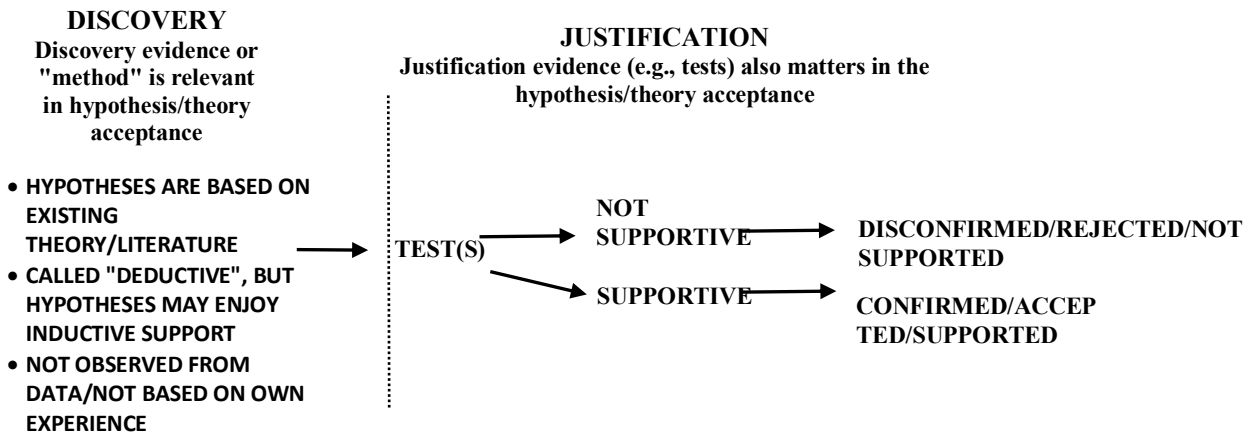 DISCOVERY
Discovery evidence or
"method" is relevant
in hypothesis/theory
acceptance
• HYPOTHESES ARE BASED ON
EXISTING
THEORY/LITERATURE
• CALLED "DEDUCTIVE", BUT
HYPOTHESES MAY ENJOY
INDUCTIVE SUPPORT
• NOT OBSERVED FROM
DATA/NOT BASED ON OWN
EXPERIENCE
JUSTIFICATION
Justification evidence (e.g., tests) also matters in the
hypothesis/theory acceptance
TEST(S)
NOT
SUPPORTIVE
DISCONFIRMED/REJECTED/NOT
SUPPORTED
SUPPORTIVE
CONFIRMED/ACCEP
TED/SUPPORTED